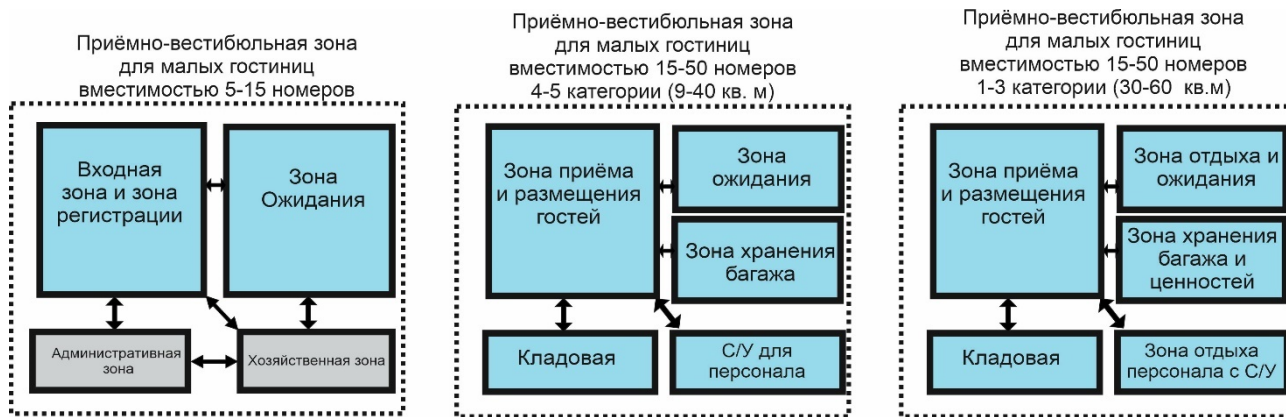 Приёмно-вестибюльная зона
для малых гостиниц
вместимостью 5-15 номеров
Входная
зона и зона
регистрации
Зона
Ожидания
Административная
зона
Хозяйственная зона
Приёмно-вестибюльная зона
для малых гостиниц
вместимостью 15-50 номеров
4-5 категории (9-40 кв. м)
Зона приёма
и размещения
гостей
Зона
ожидания
Зона хранения
багажа
Кладовая
С/У для
персонала
Приёмно-вестибюльная зона
для малых гостиниц
вместимостью 15-50 номеров
1-3 категории (30-60 кв.м)
Зона приёма
и размещения
гостей
Зона отдыха и
ожидания
Зона хранения
багажа и
ценностей
Кладовая
Зона отдыха
персонала с С/У